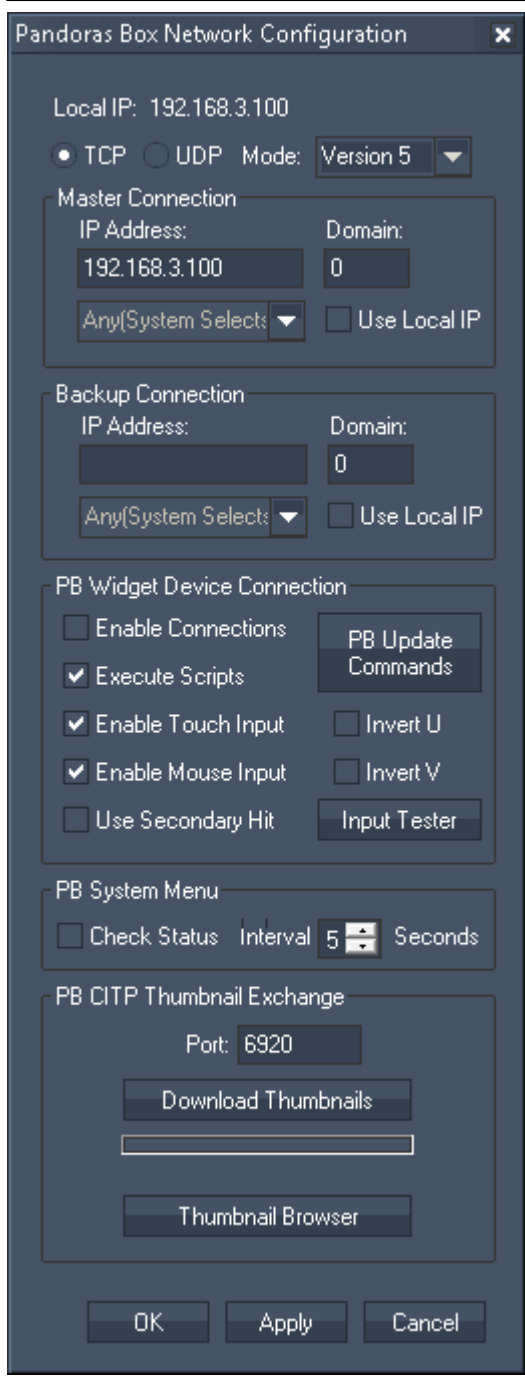 Pandoras Box Network Configuration
Local IP: 192.168.3.100
TCP UDP Mode: Version 5
Master Connection
IP Address: Domain:
192.168.3.100 0
Any(System Selects Use Local IP
Backup Connection
IP Address: Domain:
0
Any(System Selects Use Local IP
PB Widget Device Connection
Enable Connections
PB Update
Commands
Execute Scripts
Enable Touch Input Invert U
Enable Mouse Input Invert V
Use Secondary Hit Input Tester
PB System Menu
Check Status Interval 5 Seconds
PB CITP Thumbnail Exchange
Port: 6920
Download Thumbnails
Thumbnail Browser
OK Apply Cancel